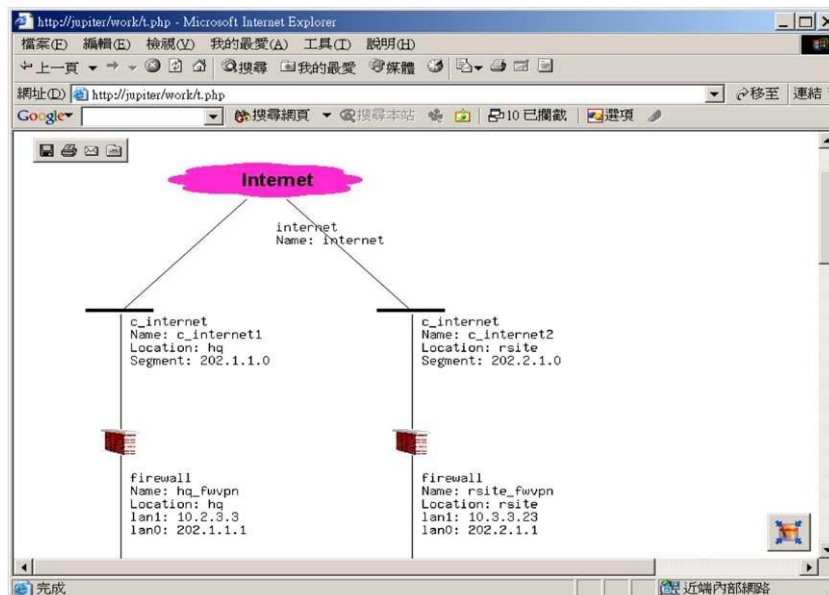 http://jupiter/work/t.php - Microsoft Internet Explorer
檔案(F) 編輯(E) 檢視(V) 我的最愛(A) 工具(T) 說明(H)
上一頁 搜尋 我的最愛 媒體
網址(D) http://jupiter/work/t.php 移至 連結
Google 搜尋網頁 搜尋本站 10 已攔截 選項
Internet
internet
Name: internet
c_internet
Name: c_internet1
Location: hq
Segment: 202.1.1.0
c_internet
Name: c_internet2
Location: rsite
Segment: 202.2.1.0
firewall
Name: hq_fwvpn
Location: hq
lan1: 10.2.3.3
lan0: 202.1.1.1
firewall
Name: rsite_fwvpn
Location: rsite
lan1: 10.3.3.23
lan0: 202.2.1.1
完成 近端內部網路